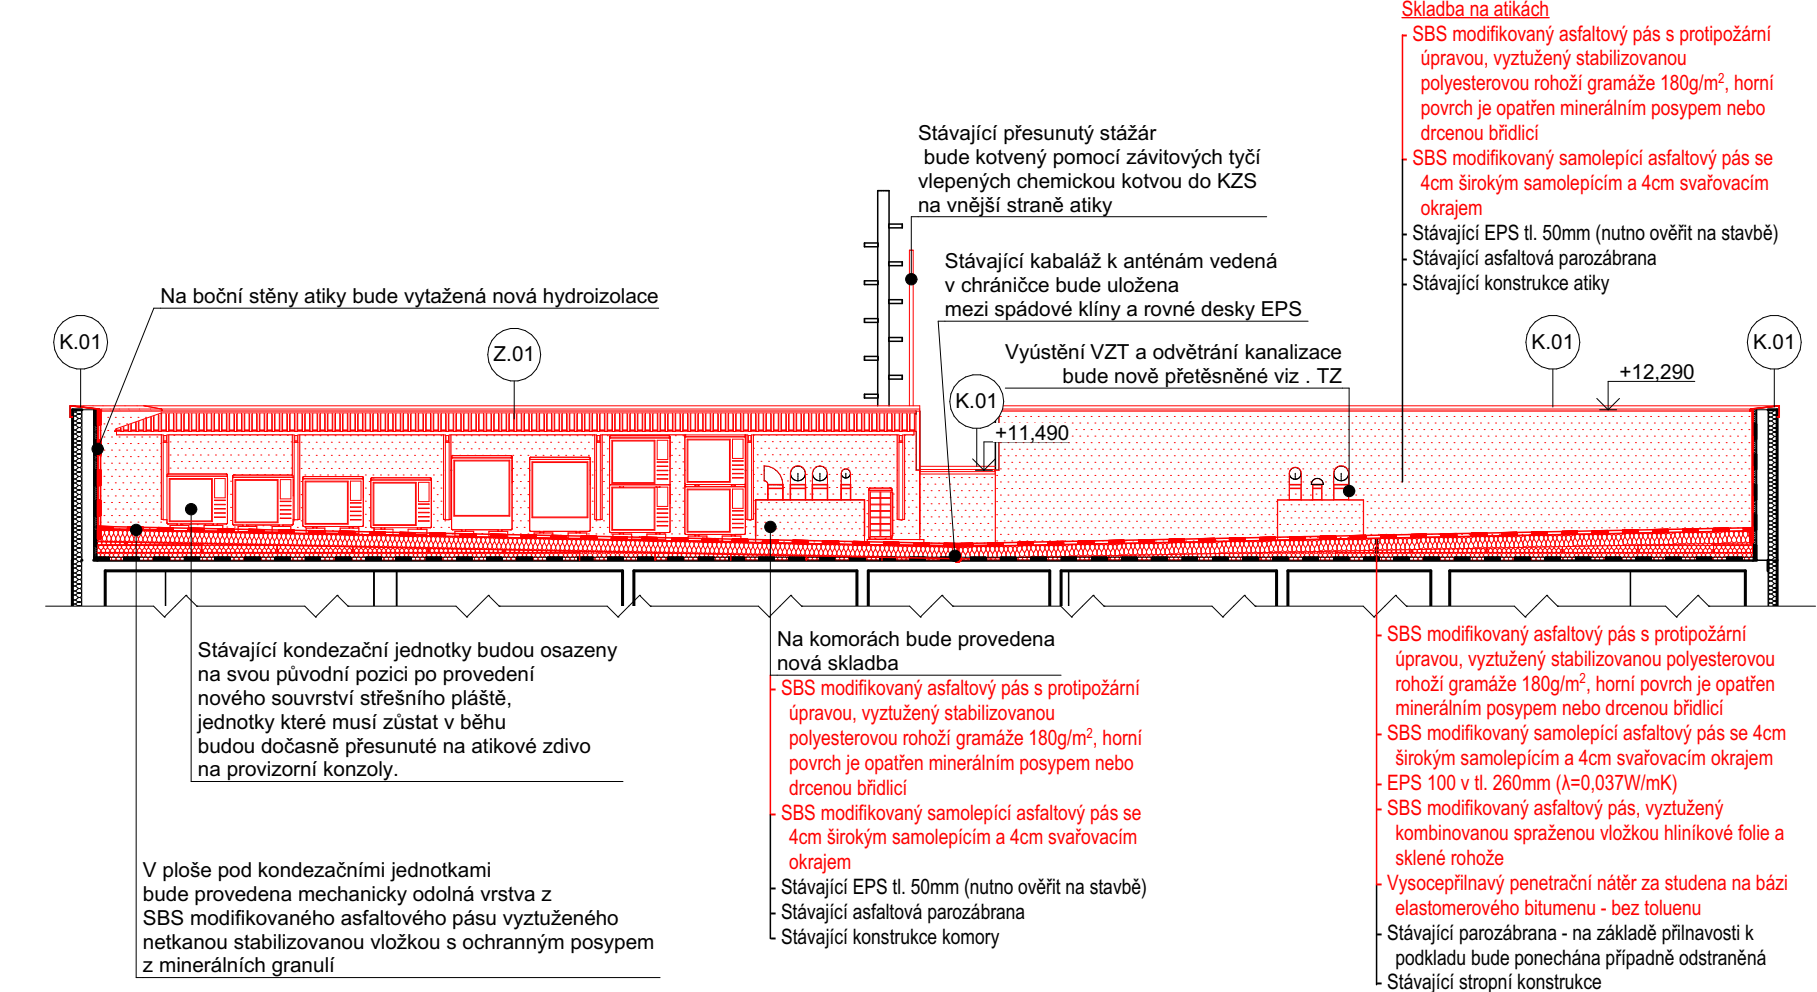 Skladba na atikách
SBS modifikovaný asfaltový pás s protipožární
úpravou, vyztužený stabilizovanou
polyesterovou rohoží gramáže 180g/m², horní
povrch je opatřen minerálním posypem nebo
drcenou břidlicí
SBS modifikovaný samolepící asfaltový pás se
4cm širokým samolepícím a 4cm svařovacím
okrajem
Stávající EPS tl. 50mm (nutno ověřit na stavbě)
Stávající asfaltová parozábrana
Stávající konstrukce atiky
Stávající přesunutý stážár
bude kotvený pomocí závitových tyčí
vlepených chemickou kotvou do KZS
na vnější straně atiky
Stávající kabaláž k anténám vedená
v chráničce bude uložena
mezi spádové klíny a rovné desky EPS
Na boční stěny atiky bude vytažená nová hydroizolace
Vyústění VZT a odvětrání kanalizace
bude nově přetěsněné viz . TZ
K.01
Z.01
K.01
K.01
K.01
+12,290
+11,490
Stávající kondezační jednotky budou osazeny
na svou původní pozici po provedení
nového souvrství střešního pláště,
jednotky které musí zůstat v běhu
budou dočasně přesunuté na atikové zdivo
na provizorní konzoly.
V ploše pod kondezačními jednotkami
bude provedena mechanicky odolná vrstva z
SBS modifikovaného asfaltového pásu vyztuženého
netkanou stabilizovanou vložkou s ochranným posypem
z minerálních granulí
Na komorách bude provedena
nová skladba
SBS modifikovaný asfaltový pás s protipožární
úpravou, vyztužený stabilizovanou
polyesterovou rohoží gramáže 180g/m², horní
povrch je opatřen minerálním posypem nebo
drcenou břidlicí
SBS modifikovaný samolepící asfaltový pás se
4cm širokým samolepícím a 4cm svařovacím
okrajem
Stávající EPS tl. 50mm (nutno ověřit na stavbě)
Stávající asfaltová parozábrana
Stávající konstrukce komory
SBS modifikovaný asfaltový pás s protipožární
úpravou, vyztužený stabilizovanou polyesterovou
rohoží gramáže 180g/m², horní povrch je opatřen
minerálním posypem nebo drcenou břidlicí
SBS modifikovaný samolepící asfaltový pás se 4cm
širokým samolepícím a 4cm svařovacím okrajem
EPS 100 v tl. 260mm (λ=0,037W/mK)
SBS modifikovaný asfaltový pás, vyztužený
kombinovanou spraženou vložkou hliníkové folie a
sklené rohože
Vysocepřilnavý penetrační nátěr za studena na bázi
elastomerového bitumenu - bez toluenu
Stávající parozábrana - na základě přilnavosti k
podkladu bude ponechána případně odstraněná
Stávající stropní konstrukce